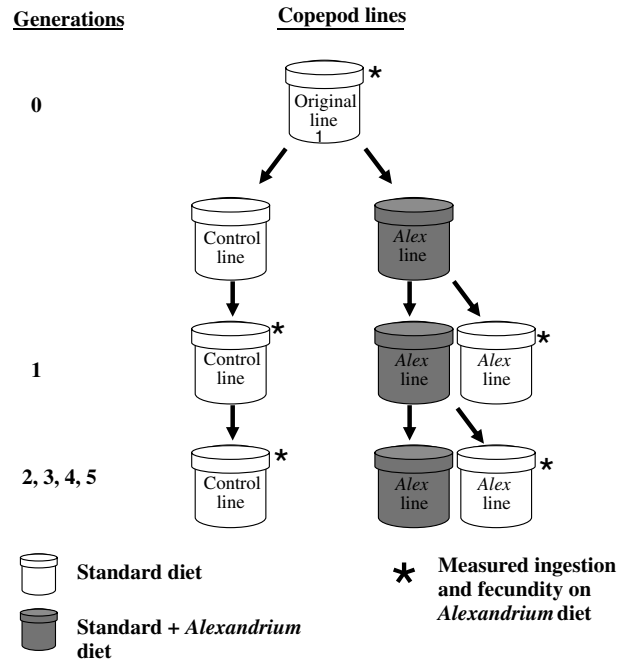 Generations
Copepod lines
0
*
Original
line
1
Control
line
Alex
line
1
*
Control
line
Alex
line
Alex
line
*
2, 3, 4, 5
*
Control
line
Alex
line
Alex
line
*
Standard diet
Standard + Alexandrium
diet
*
Measured ingestion
and fecundity on
Alexandrium diet